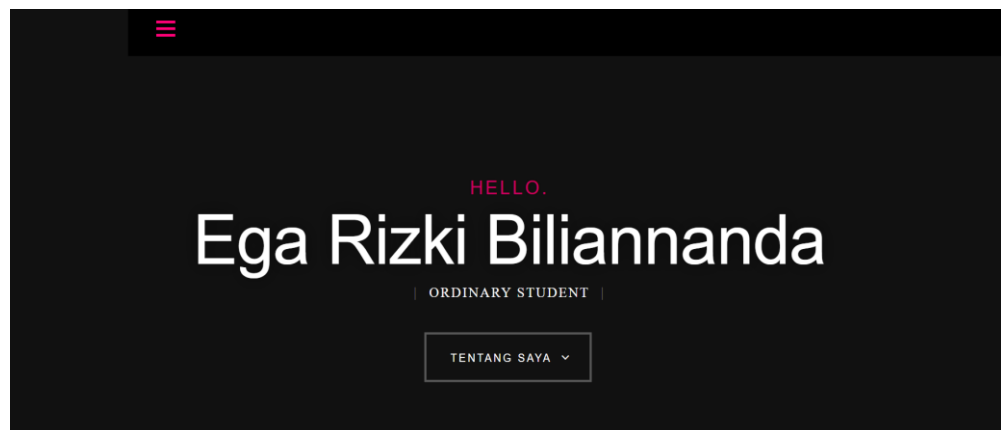 HELLO.
Ega Rizki Biliannanda
| ORDINARY STUDENT |
TENTANG SAYA